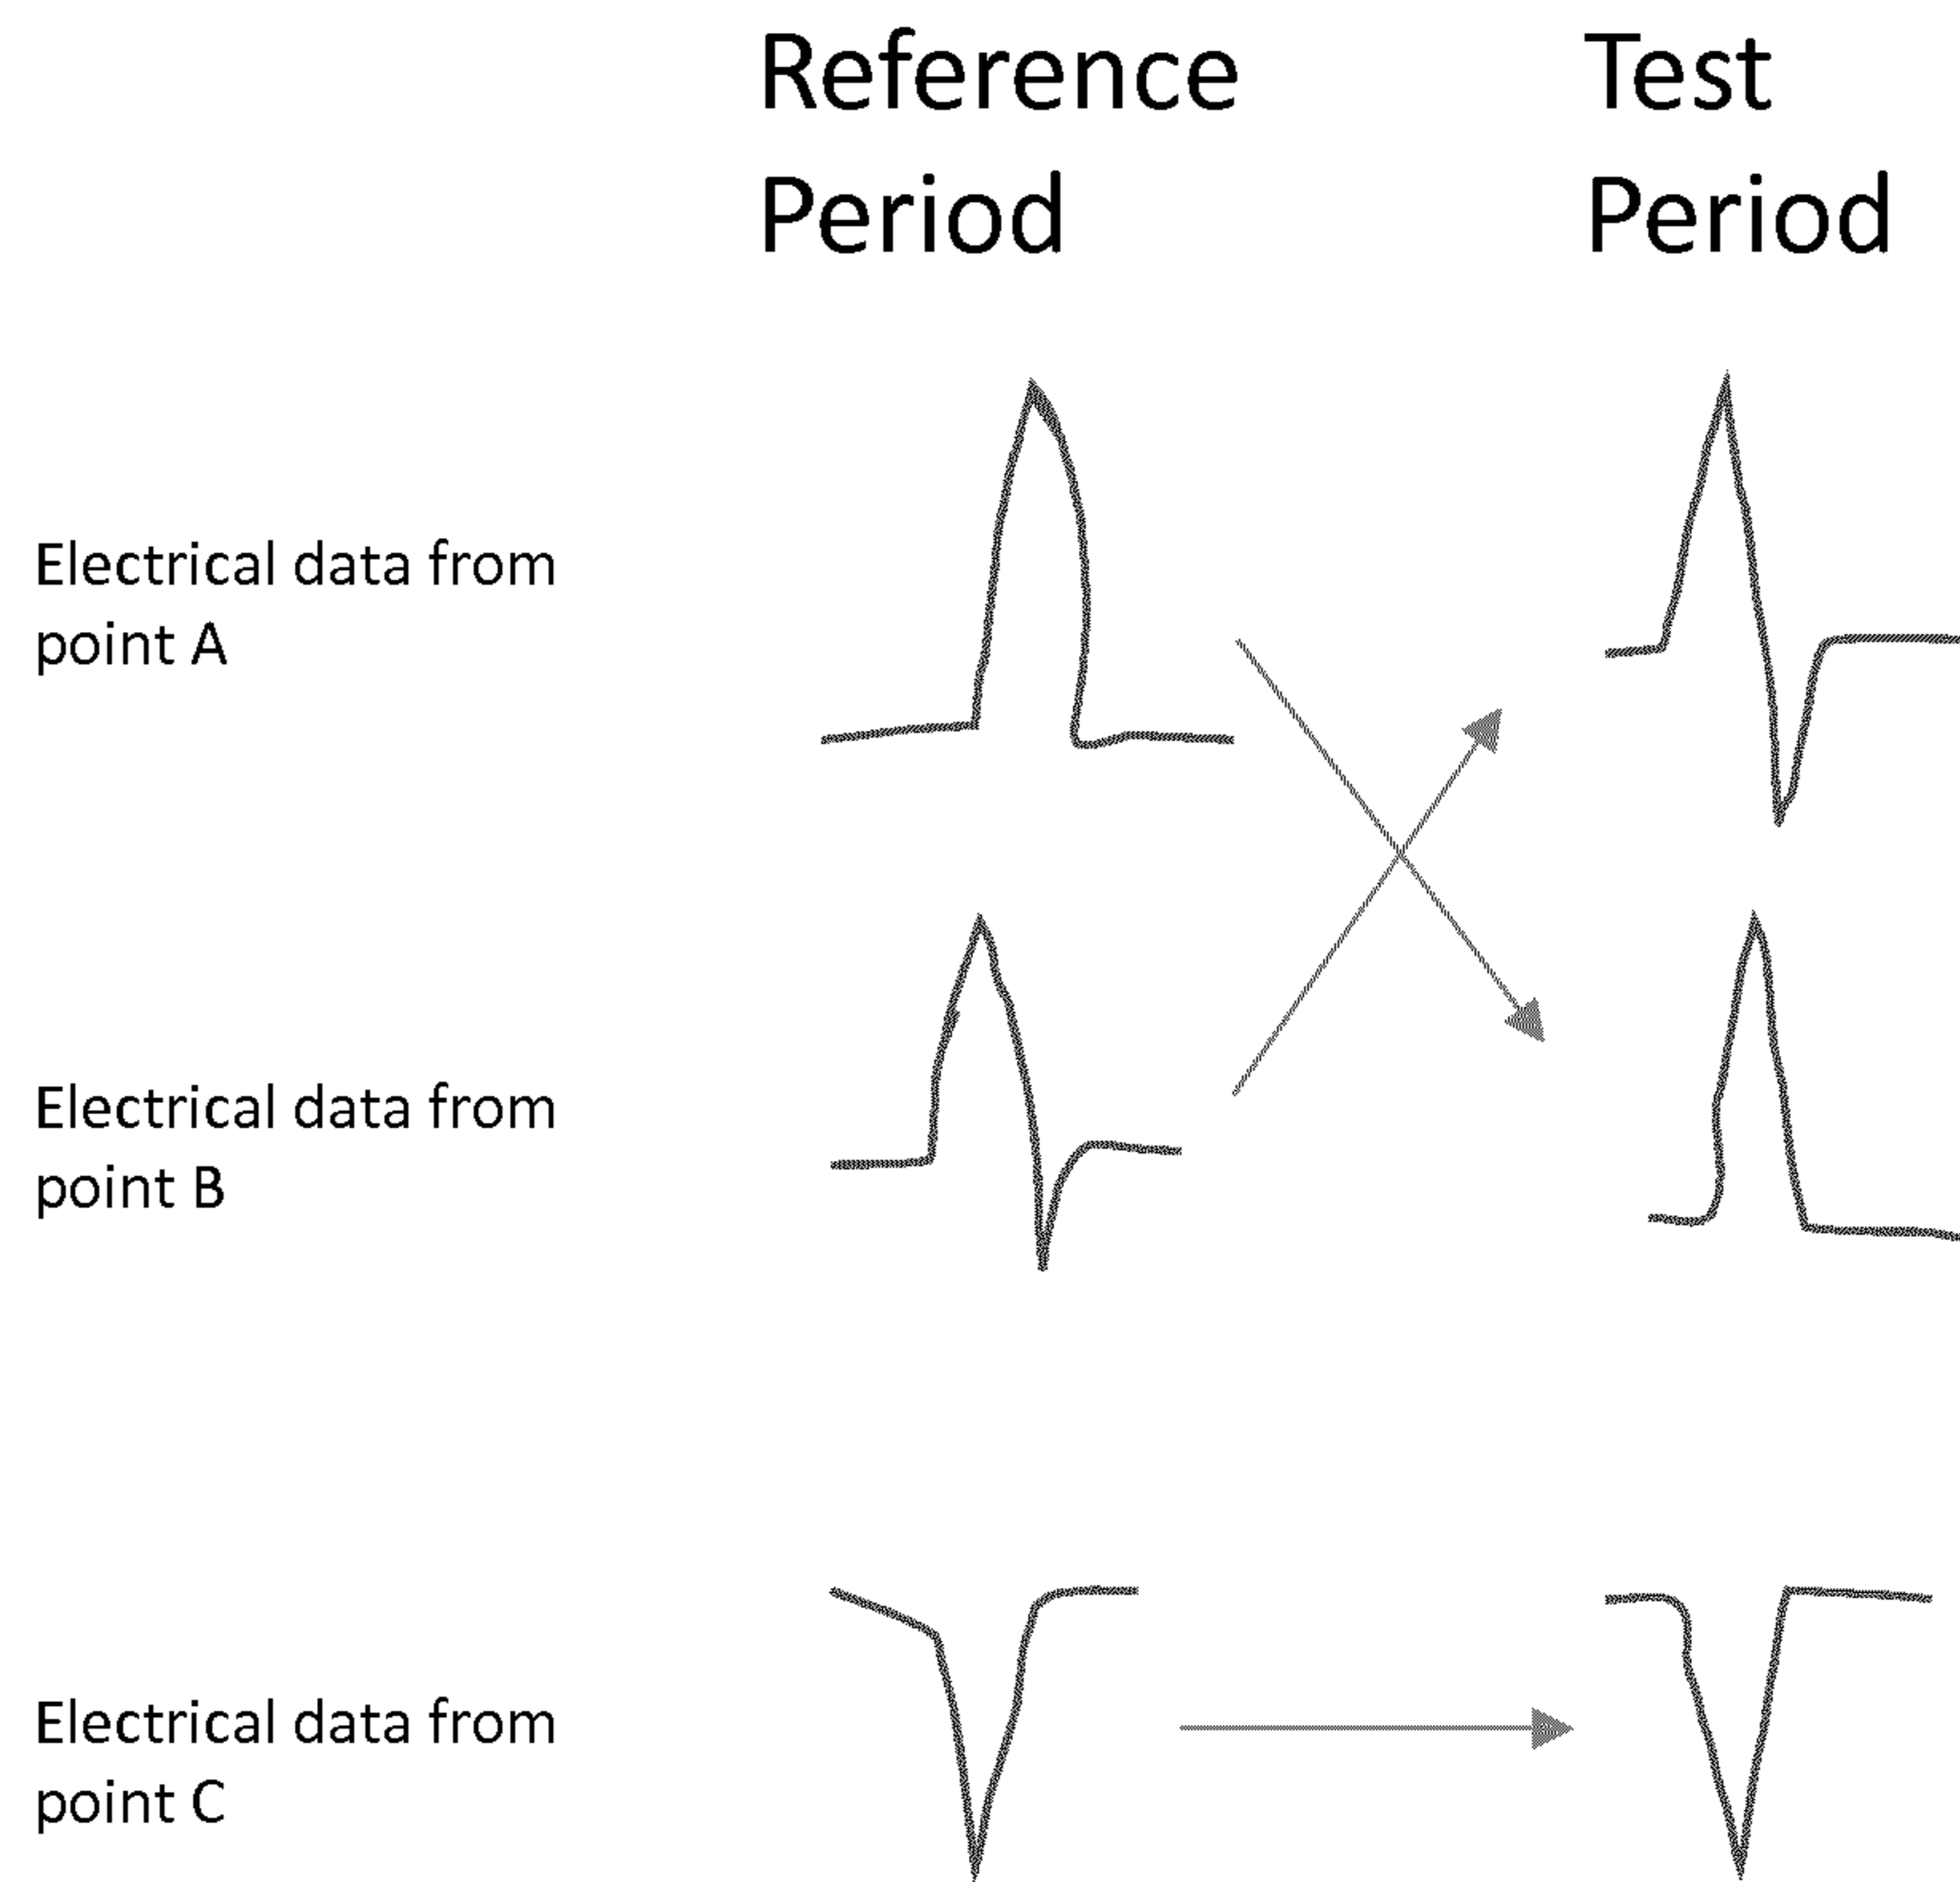 Reference
Period
Test
Period
Electrical data from
point A
Electrical data from
point B
Electrical data from
point C